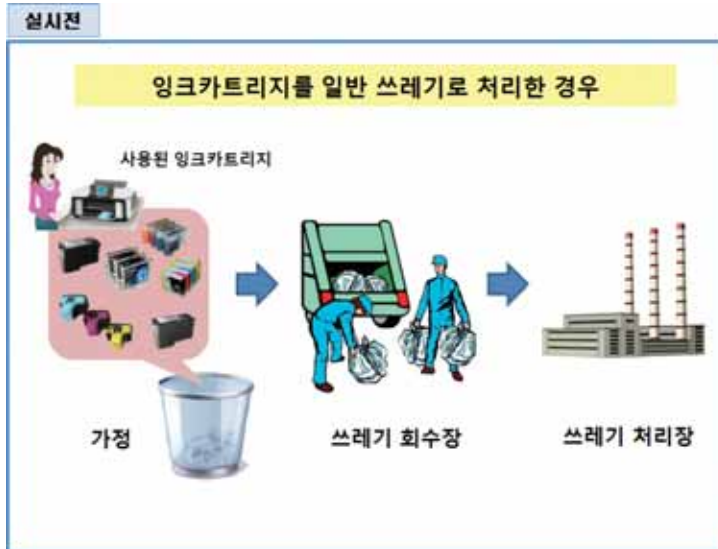 실시전
잉크카트리지를 일반 쓰레기로 처리한 경우
사용된 잉크카트리지
가정
쓰레기 회수장
쓰레기 처리장